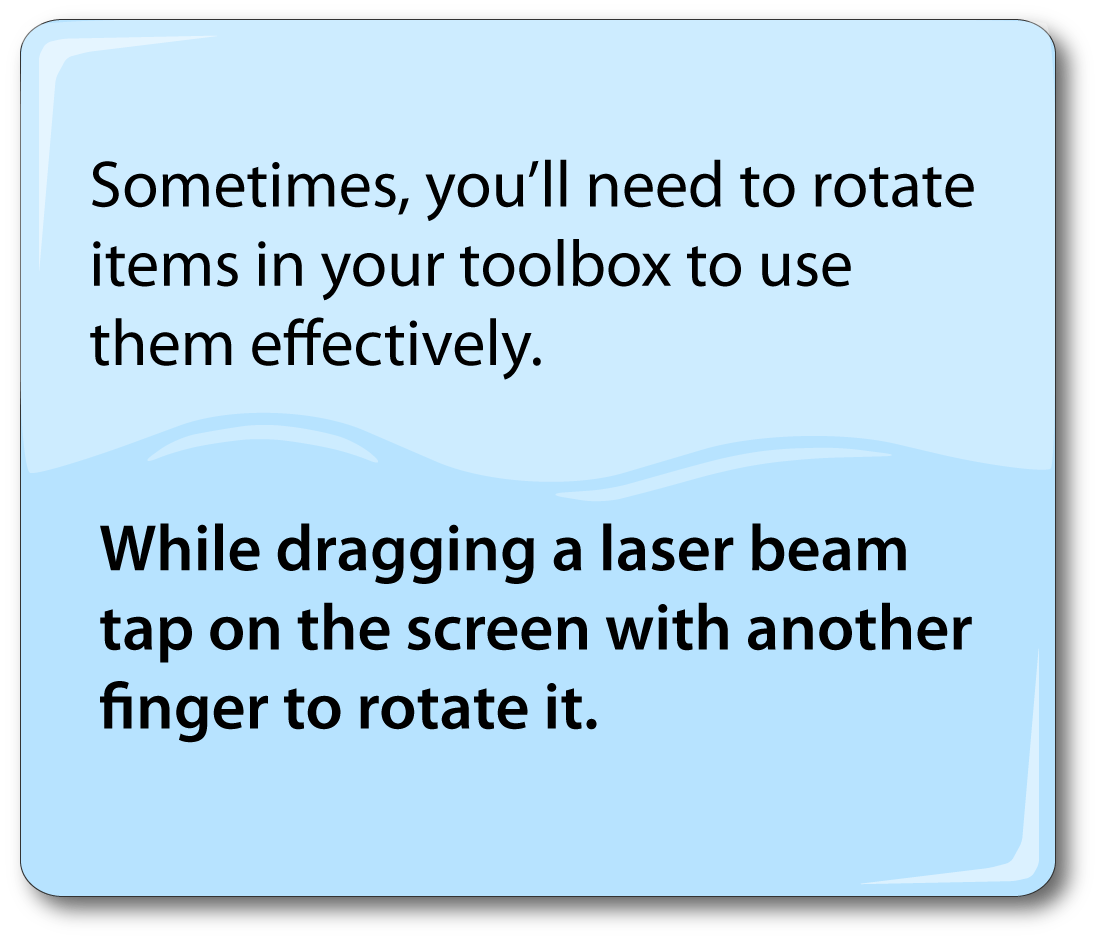 Sometimes, you’ll need to rotate
items in your toolbox to use
them effectively.
While dragging a laser beam
tap on the screen with another
finger to rotate it.